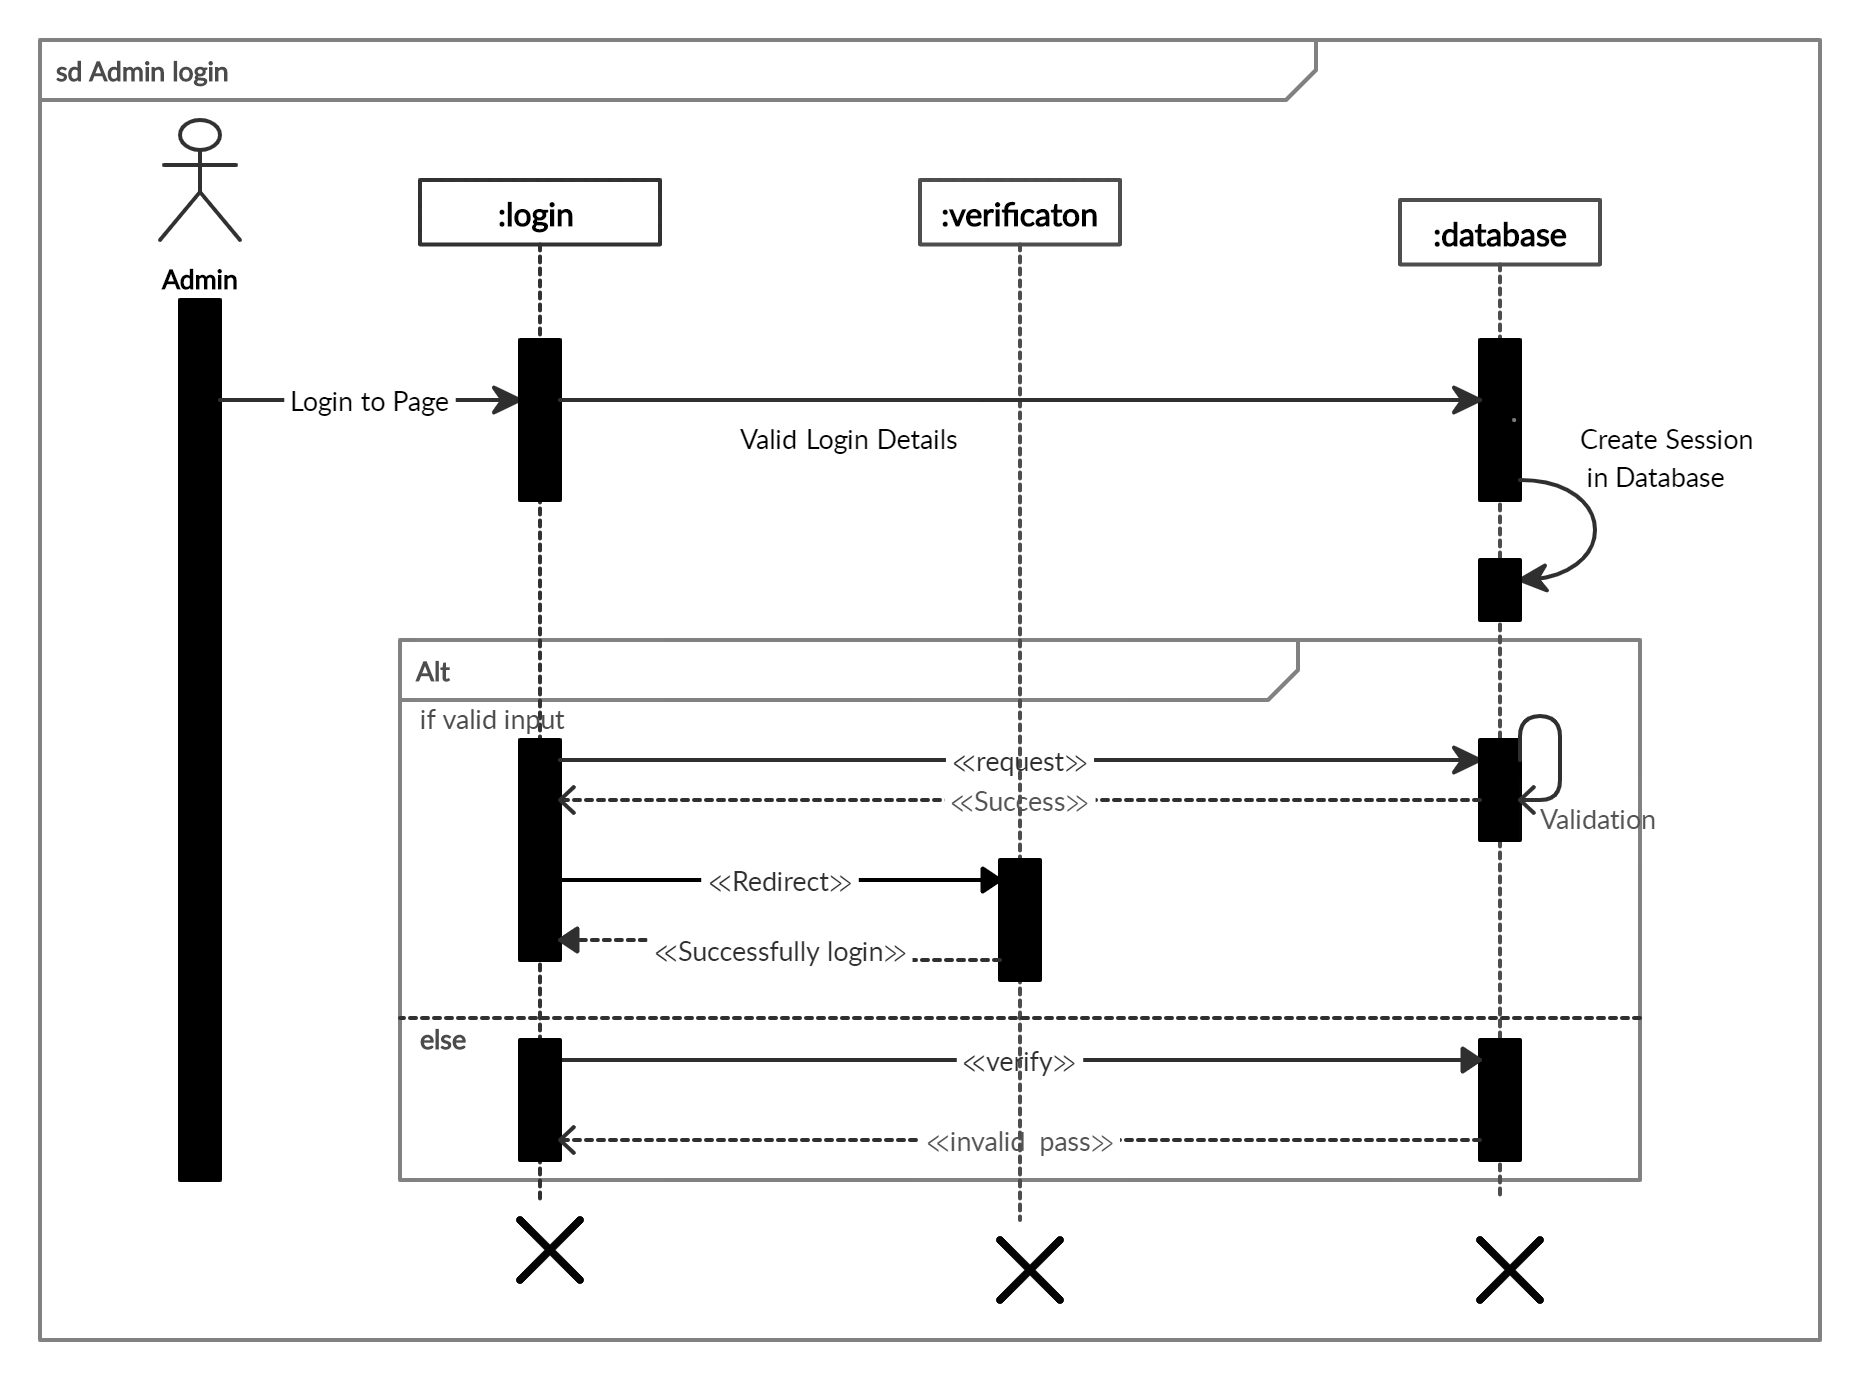 sd Admin login
Admin
:login
:verificaton
:database
Login to Page
Valid Login Details
Create Session
in Database
Alt
if valid input
≪request≫
≪Success≫
Validation
≪Redirect≫
≪Successfully login≫
else
≪verify≫
≪invalid pass≫